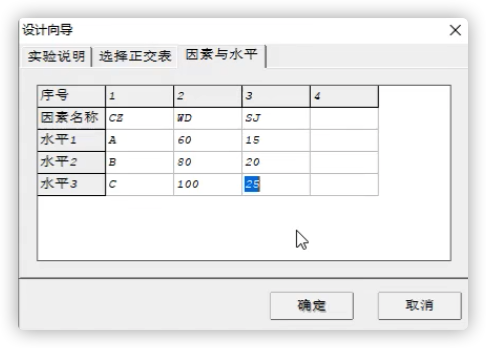 设计向导
实验说明 选择正交表 因素与水平
序号 1 2 3 4
因素名称 CZ WD SJ
水平1 A 60 15
水平2 B 80 20
水平3 C 100 25
确定 取消